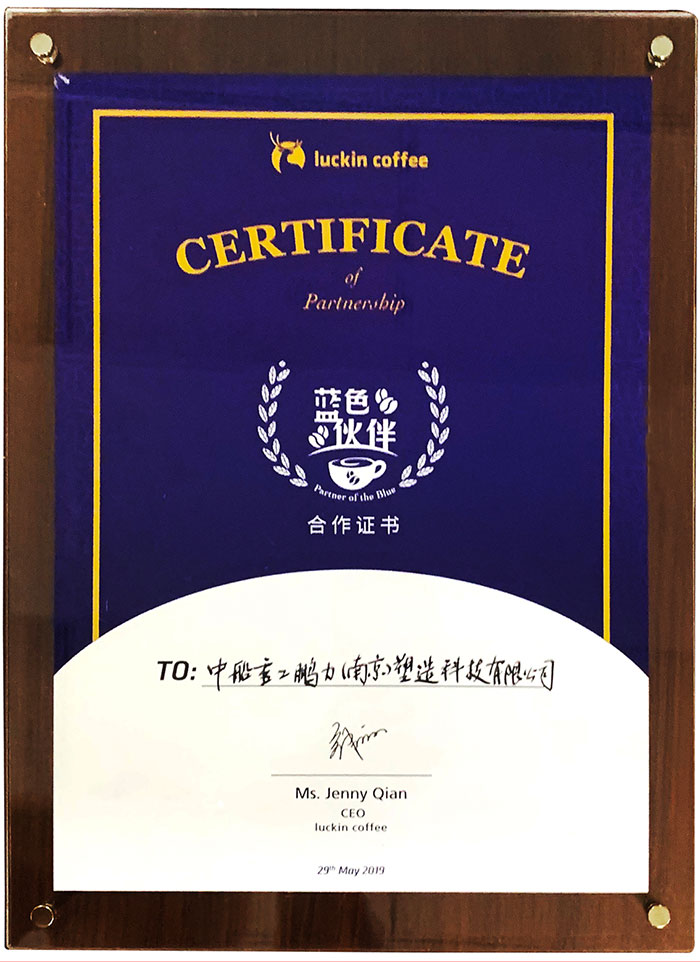 luckin coffee
CERTIFICATE
of
Partnership
蓝色
伙伴
Partner of the Blue
合作证书
TO: 中船重工鹏力(南京)塑造科技有限公司
Ms. Jenny Qian
CEO
luckin coffee
29th May 2019